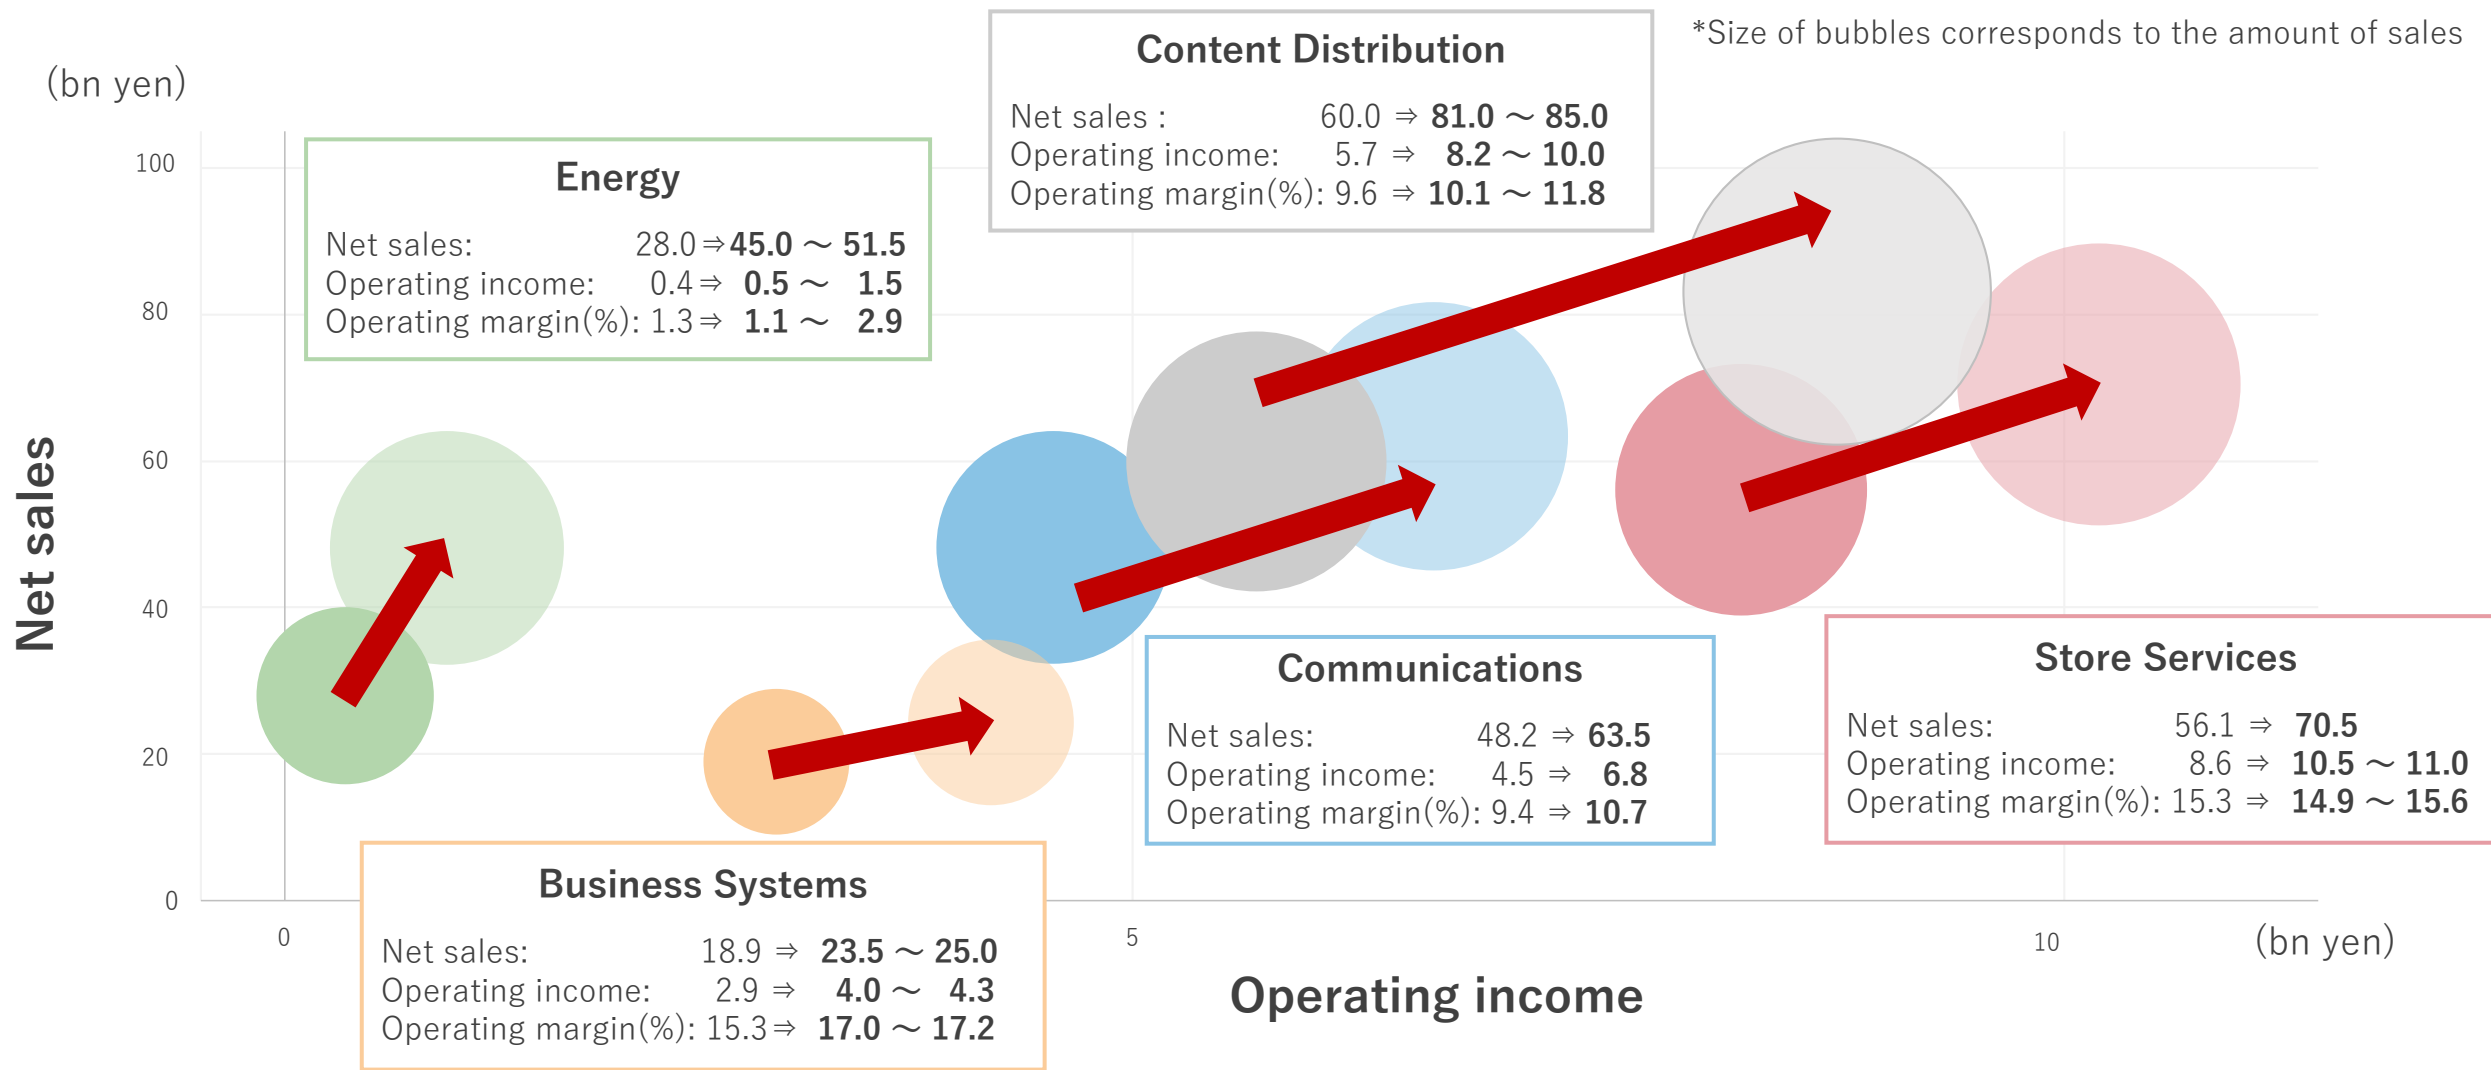 *Size of bubbles corresponds to the amount of sales
(bn yen)
Net sales
100
80
60
40
20
0
0
5
10
(bn yen)
Operating income
Energy
Net sales: 28.0⇒45.0 ～ 51.5
Operating income: 0.4⇒ 0.5 ～ 1.5
Operating margin(%): 1.3⇒ 1.1 ～ 2.9
Content Distribution
Net sales : 60.0 ⇒ 81.0 ～ 85.0
Operating income: 5.7 ⇒ 8.2 ～ 10.0
Operating margin(%): 9.6 ⇒ 10.1 ～ 11.8
Communications
Net sales: 48.2 ⇒ 63.5
Operating income: 4.5 ⇒ 6.8
Operating margin(%): 9.4 ⇒ 10.7
Store Services
Net sales: 56.1 ⇒ 70.5
Operating income: 8.6 ⇒ 10.5 ～ 11.0
Operating margin(%): 15.3 ⇒ 14.9 ～ 15.6
Business Systems
Net sales: 18.9 ⇒ 23.5 ～ 25.0
Operating income: 2.9 ⇒ 4.0 ～ 4.3
Operating margin(%): 15.3⇒ 17.0 ～ 17.2